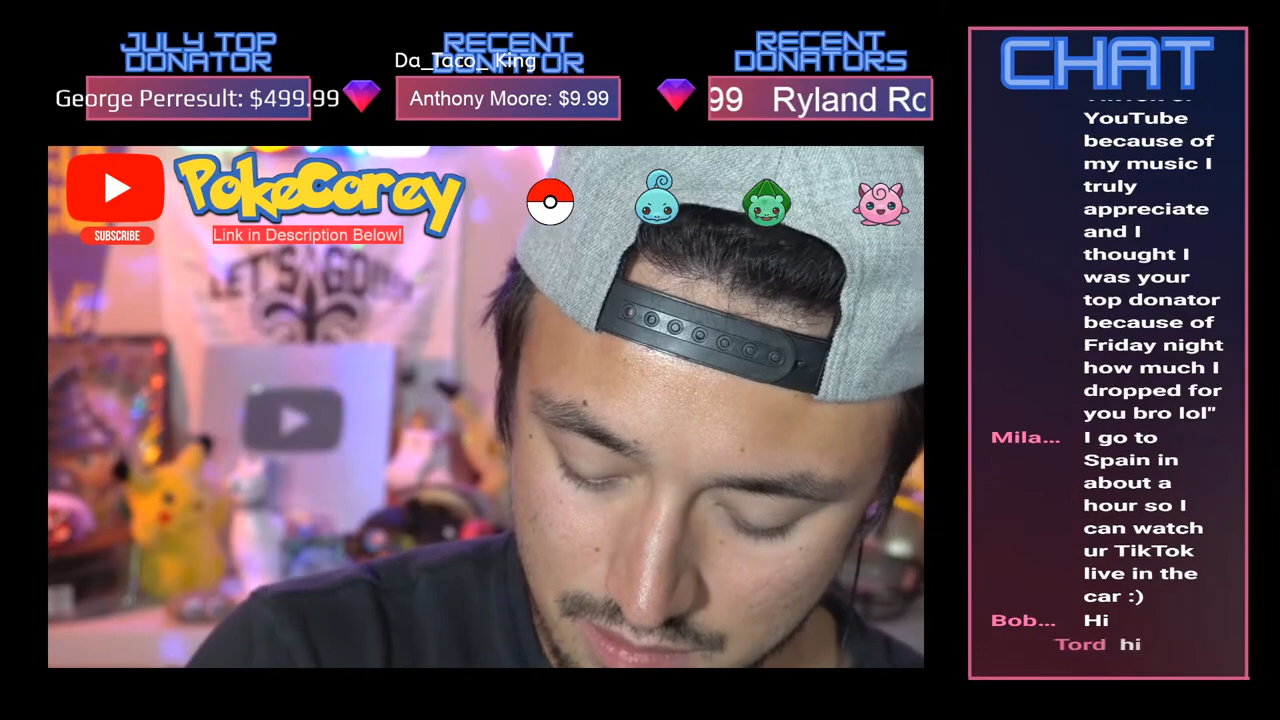 JULY TOP
DONATOR
George Perresult: $499.99
RECENT
DONATOR
Da_Taco_ King
Anthony Moore: $9.99
RECENT
DONATORS
99 Ryland Ro
SUBSCRIBE
PokeCorey
Link in Description Below!
LET'S GO
CHAT
YouTube
because of
my music I
truly
appreciate
and I
thought I
was your
top donator
because of
Friday night
how much I
dropped for
you bro lol"
Mila... I go to
Spain in
about a
hour so I
can watch
ur TikTok
live in the
car :)
Bob... Hi
Tord hi